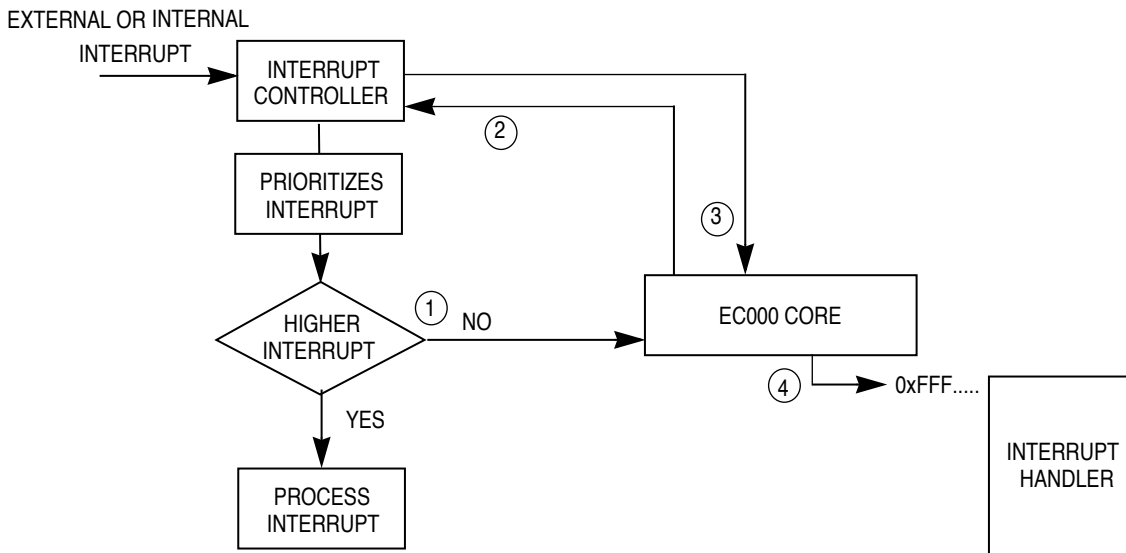 EXTERNAL OR INTERNAL
INTERRUPT
INTERRUPT
CONTROLLER
2
PRIORITIZES
INTERRUPT
3
1
NO
HIGHER
INTERRUPT
EC000 CORE
4
0xFFF.....
YES
INTERRUPT
HANDLER
PROCESS
INTERRUPT